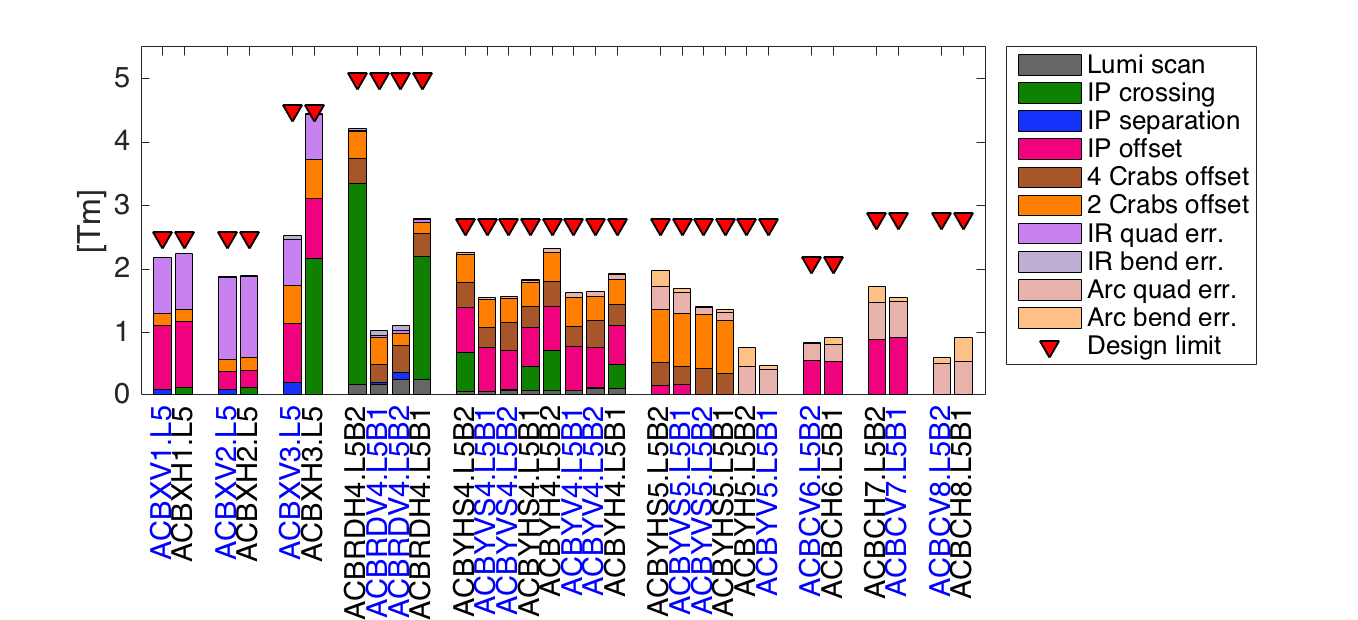 [Tm]
5
4
3
2
1
0
Lumi scan
IP crossing
IP separation
IP offset
4 Crabs offset
2 Crabs offset
IR quad err.
IR bend err.
Arc quad err.
Arc bend err.
Design limit
ACBXV1.L5
ACBXH1.L5
ACBXV2.L5
ACBXH2.L5
ACBXV3.L5
ACBXH3.L5
ACBRDH4.L5B2
ACBRDV4.L5B1
ACBRDV4.L5B2
ACBRDH4.L5B1
ACBYHS4.L5B2
ACBYVS4.L5B1
ACBYVS4.L5B2
ACBYHS4.L5B1
ACBYH4.L5B2
ACBYV4.L5B1
ACBYV4.L5B2
ACBYH4.L5B1
ACBYHS5.L5B2
ACBYVS5.L5B1
ACBYVS5.L5B2
ACBYHS5.L5B1
ACBYH5.L5B2
ACBYV5.L5B1
ACBCV6.L5B2
ACBCH6.L5B1
ACBCH7.L5B2
ACBCV7.L5B1
ACBCV8.L5B2
ACBCH8.L5B1